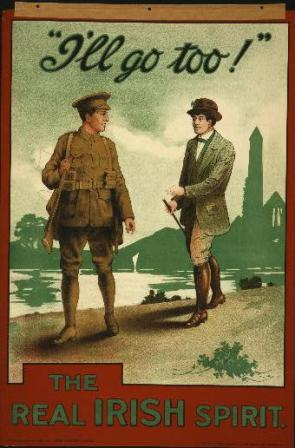 "I'll go too!"
THE
REAL IRISH SPIRIT.